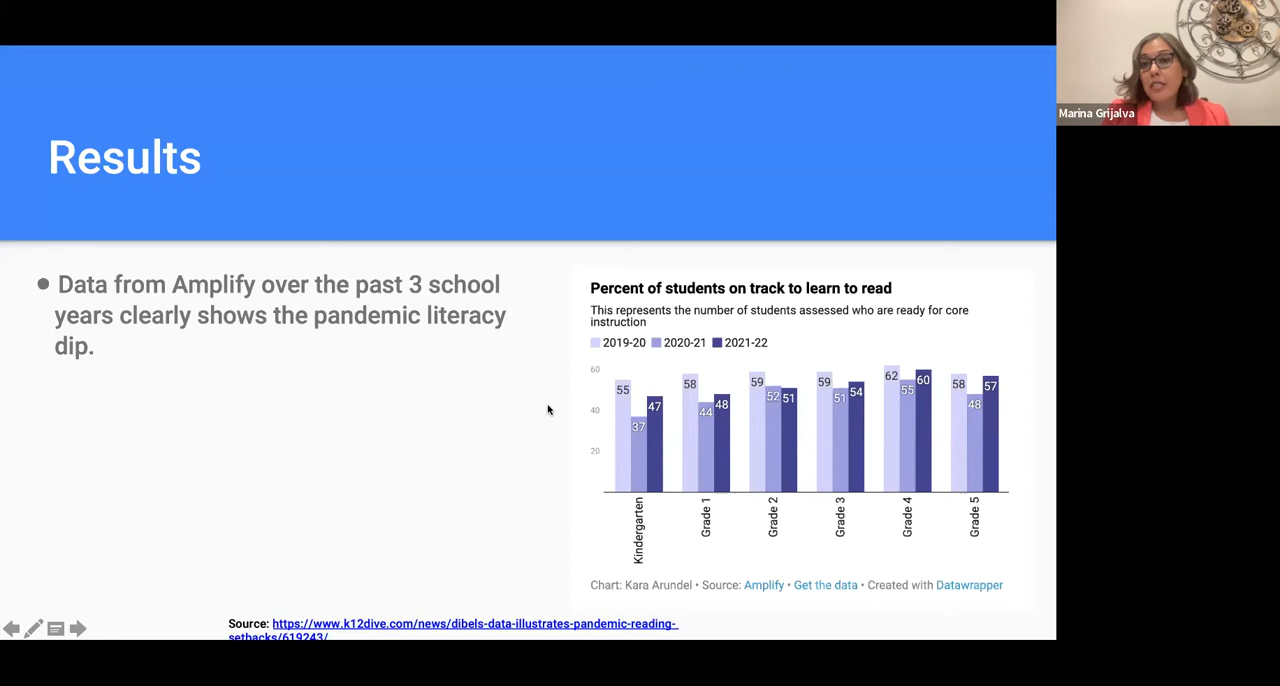 Results
Marina Grijalva
● Data from Amplify over the past 3 school
years clearly shows the pandemic literacy
dip.
Percent of students on track to learn to read
This represents the number of students assessed who are ready for core
instruction
2019-20 2020-21 2021-22
60
40
20
55 37 47
58 44 48
59 52 51
59 51 54
62 55 60
58 48 57
Kindergarten
Grade 1
Grade 2
Grade 3
Grade 4
Grade 5
Chart: Kara Arundel • Source: Amplify • Get the data • Created with Datawrapper
Source: https://www.k12dive.com/news/dibels-data-illustrates-pandemic-reading-
setbacks/619243/